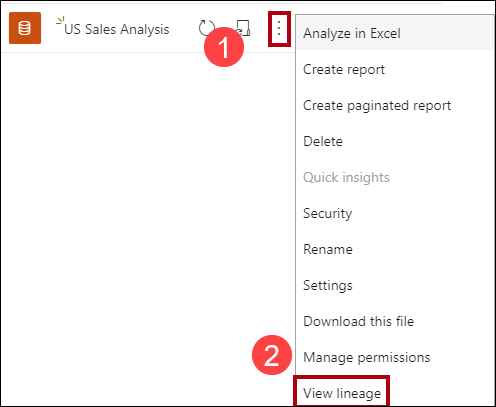 US Sales Analysis
1
Analyze in Excel
Create report
Create paginated report
Delete
Quick insights
Security
Rename
Settings
Download this file
2
Manage permissions
View lineage